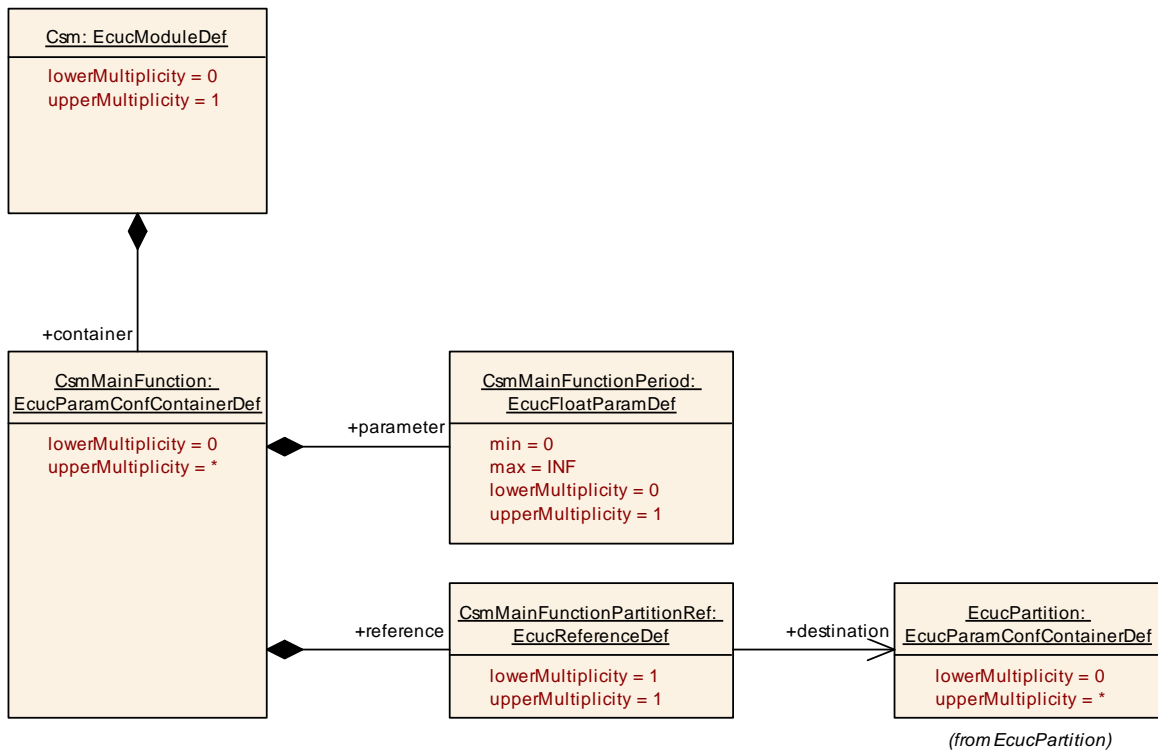 Csm: EcucModuleDef
lowerMultiplicity = 0
upperMultiplicity = 1
+container
CsmMainFunction:
EcucParamConfContainerDef
lowerMultiplicity = 0
upperMultiplicity = *
+parameter
CsmMainFunctionPeriod:
EcucFloatParamDef
min = 0
max = INF
lowerMultiplicity = 0
upperMultiplicity = 1
+reference
CsmMainFunctionPartitionRef:
EcucReferenceDef
lowerMultiplicity = 1
upperMultiplicity = 1
+destination
EcucPartition:
EcucParamConfContainerDef
lowerMultiplicity = 0
upperMultiplicity = *
(from EcucPartition)